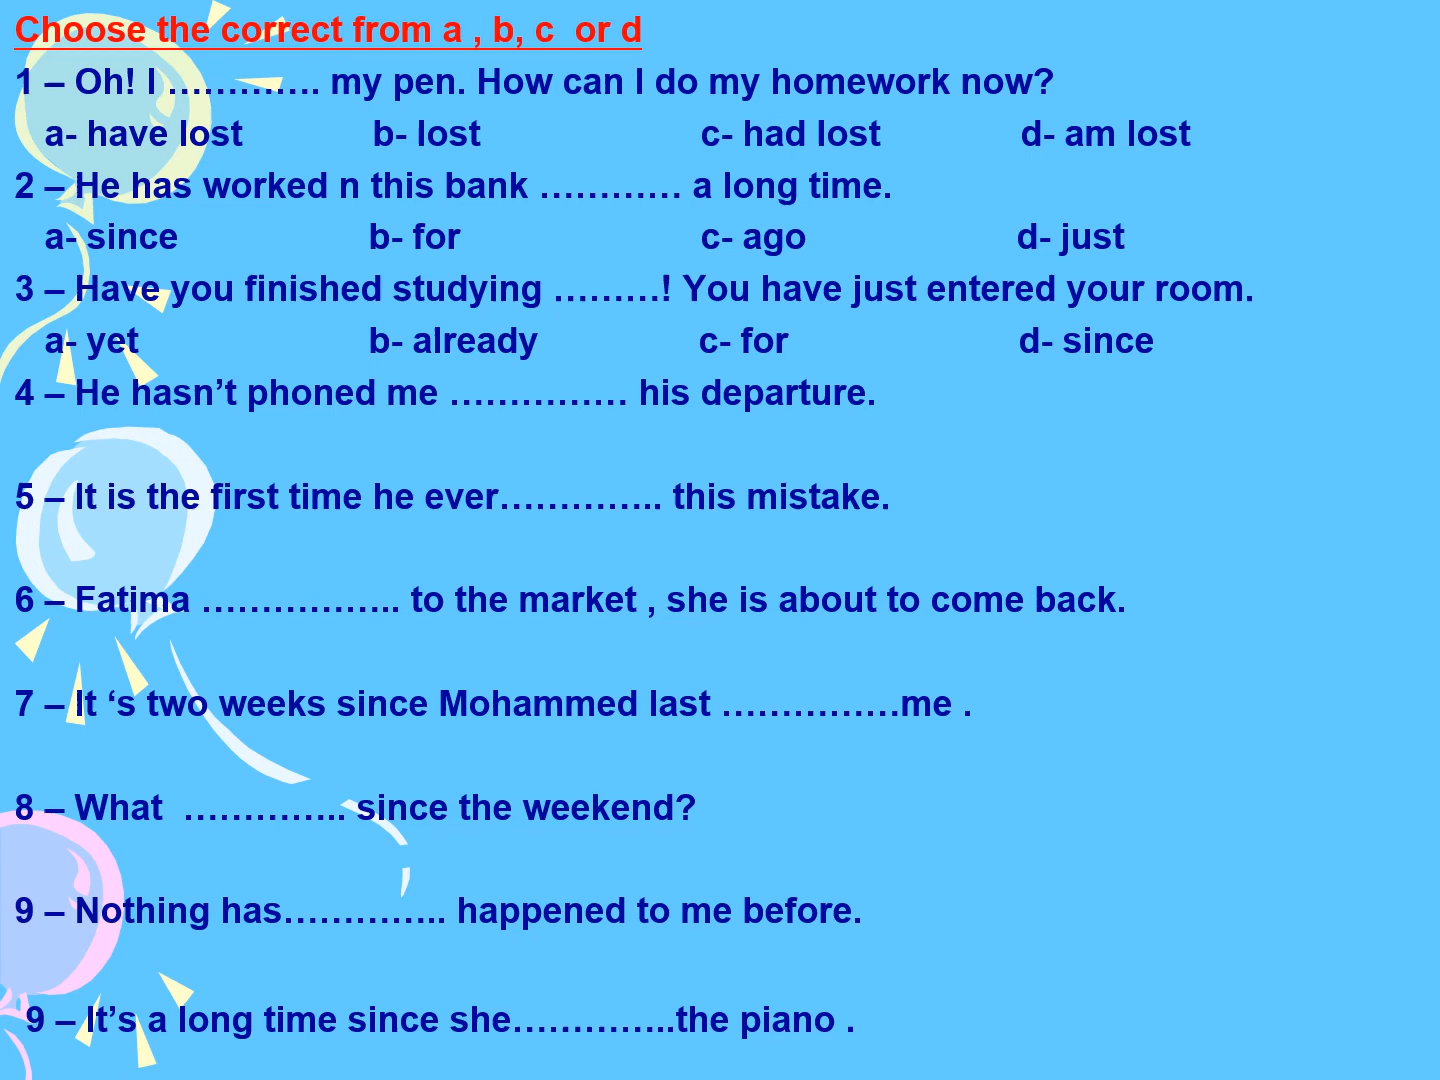 Choose the correct from a , b, c  or d
1 – Oh! I …………. my pen. How can I do my homework now?
a- have lost b- lost c- had lost d- am lost
2 – He has worked n this bank ………… a long time.
a- since b- for c- ago d- just
3 – Have you finished studying ………! You have just entered your room.
a- yet b- already c- for d- since
4 – He hasn’t phoned me …………… his departure.
5 – It is the first time he ever………….. this mistake.
6 – Fatima …………….. to the market , she is about to come back.
7 – It ‘s two weeks since Mohammed last ……………me .
8 – What  ………….. since the weekend?
9 – Nothing has………….. happened to me before.
9 – It’s a long time since she…………..the piano .